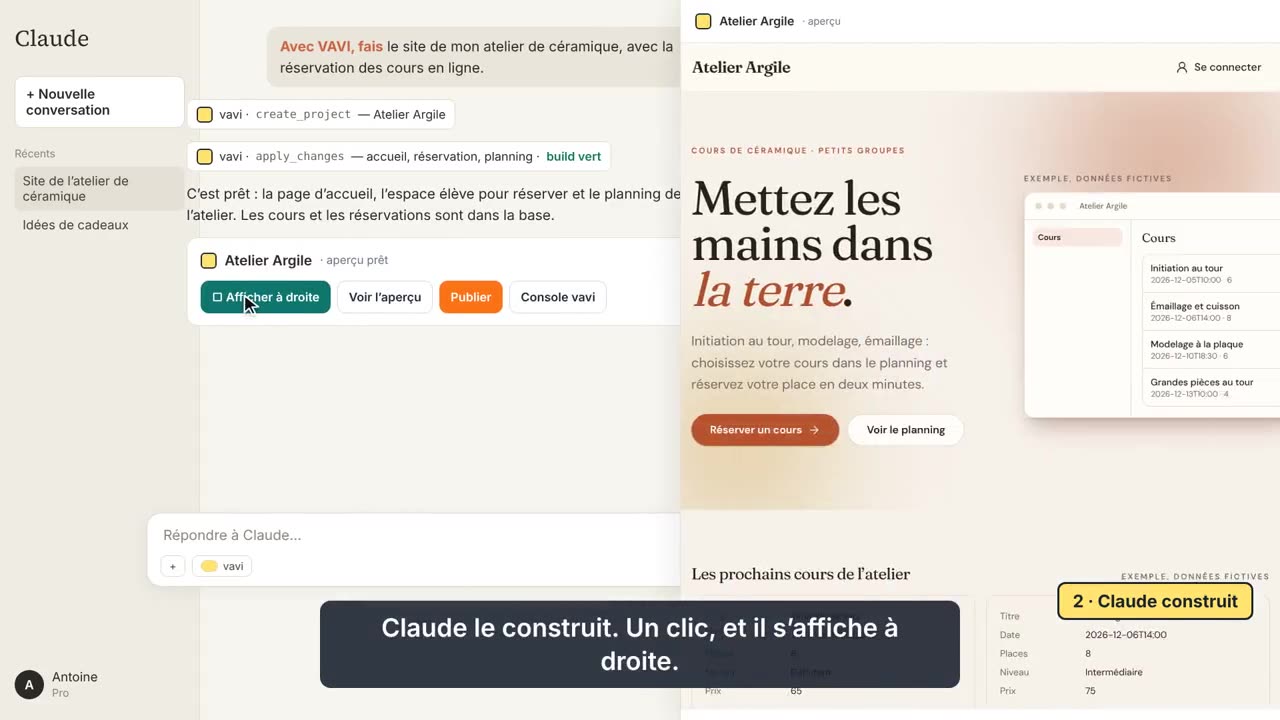 Claude
+ Nouvelle
conversation
Récents
Site de l’atelier de
céramique
Idées de cadeaux
A
Antoine
Pro
Avec VAVI, fais le site de mon atelier de céramique, avec la
réservation des cours en ligne.
vavi · create_project — Atelier Argile
vavi · apply_changes — accueil, réservation, planning · build vert
C’est prêt : la page d’accueil, l’espace élève pour réserver et le planning de
l’atelier. Les cours et les réservations sont dans la base.
Atelier Argile · aperçu prêt
Afficher à droite
Voir l’aperçu
Publier
Console vavi
Répondre à Claude...
+
vavi
Atelier Argile · aperçu
Atelier Argile
Se connecter
COURS DE CÉRAMIQUE · PETITS GROUPES
Mettez les
mains dans
la terre.
Initiation au tour, modelage, émaillage :
choisissez votre cours dans le planning et
réservez votre place en deux minutes.
Réserver un cours →
Voir le planning
EXEMPLE, DONNÉES FICTIVES
Atelier Argile
Cours
Cours
Initiation au tour
2026-12-05T10:00 · 6
Émaillage et cuisson
2026-12-06T14:00 · 8
Modelage à la plaque
2026-12-10T18:30 · 6
Grandes pièces au tour
2026-12-13T10:00 · 4
Les prochains cours de l’atelier
EXEMPLE, DONNÉES FICTIVES
2 · Claude construit
Titre
Date 2026-12-06T14:00
Places 8
Niveau Intermédiaire
Prix 75
Prix 65
Claude le construit. Un clic, et il s’affiche à
droite.